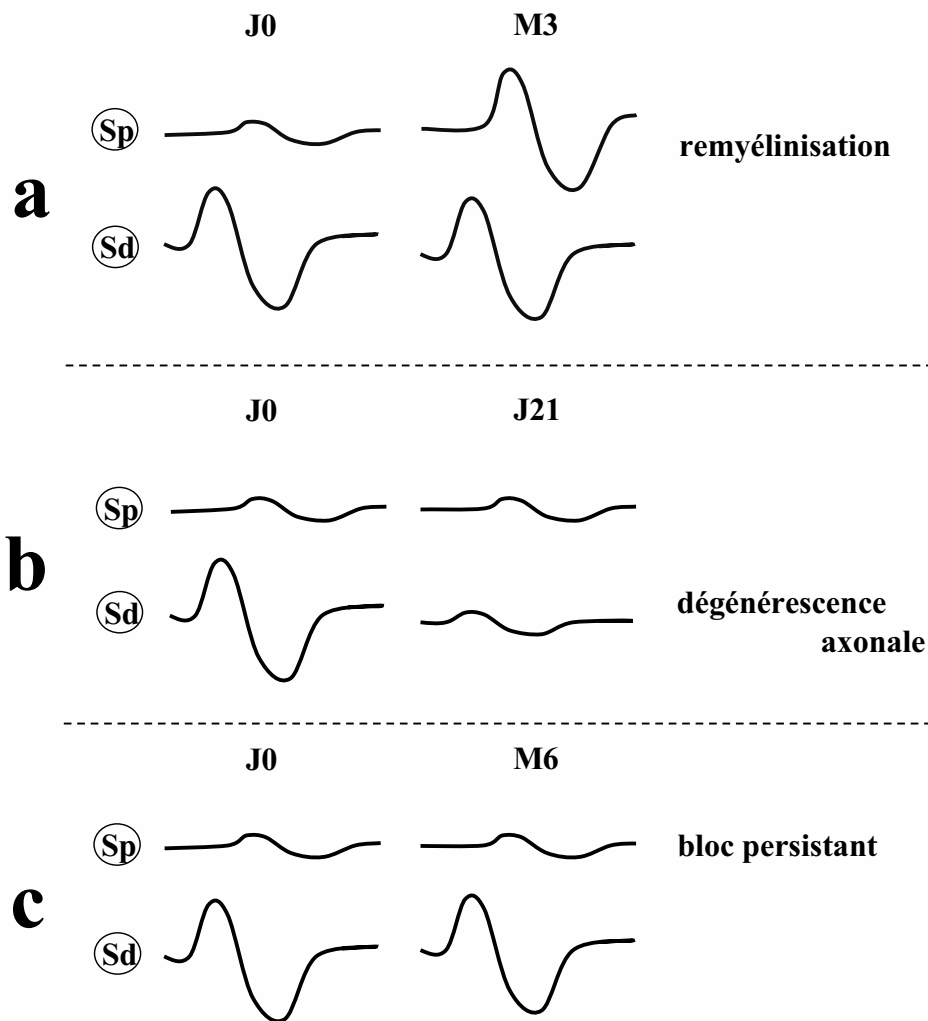 J0 M3
Sp
remyélinisation
a
Sd
J0 J21
Sp
b
Sd
dégénérescence
axonale
J0 M6
Sp
bloc persistant
c
Sd